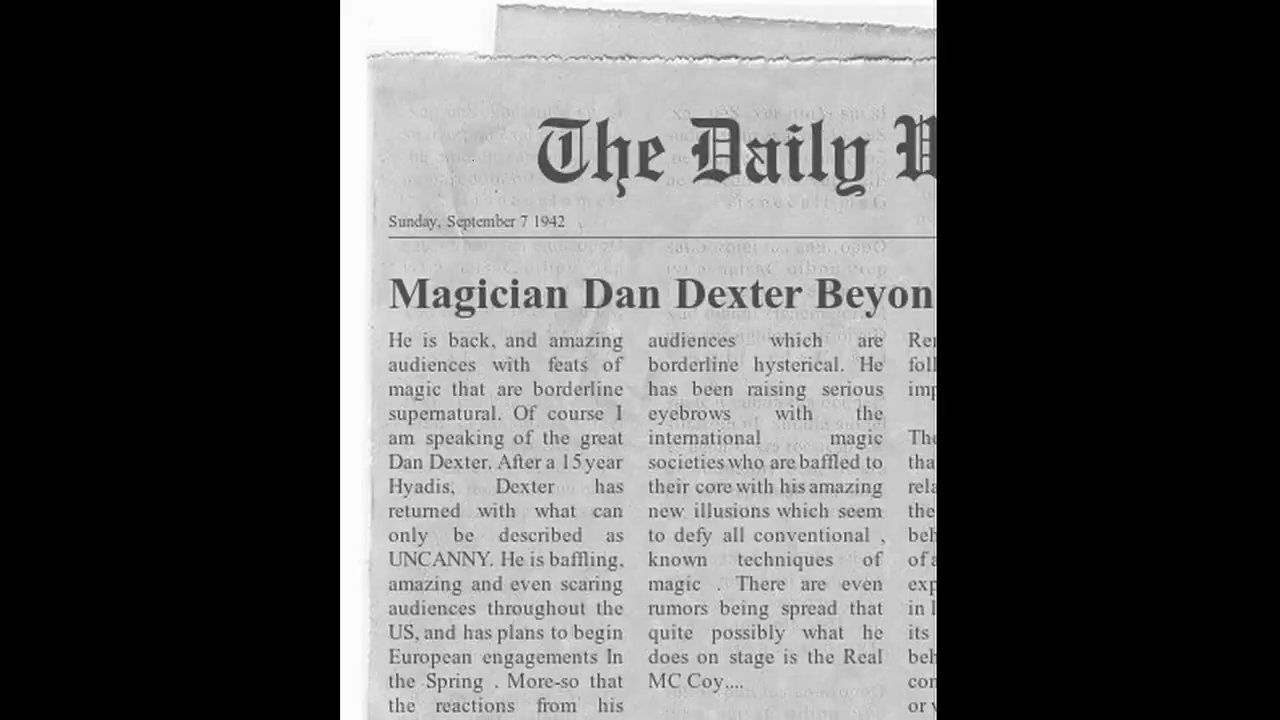 The Daily
Sunday, September 7 1942
Magician Dan Dexter Beyon
He is back, and amazing
audiences with feats of
magic that are borderline
supernatural. Of course I
am speaking of the great
Dan Dexter. After a 15 year
Hyadis, Dexter has
returned with what can
only be described as
UNCANNY. He is baffling,
amazing and even scaring
audiences throughout the
US, and has plans to begin
European engagements In
the Spring . More-so that
the reactions from his
audiences which are
borderline hysterical. He
has been raising serious
eyebrows with the
international magic
societies who are baffled to
their core with his amazing
new illusions which seem
to defy all conventional ,
known techniques of
magic . There are even
rumors being spread that
quite possibly what he
does on stage is the Real
MC Coy....